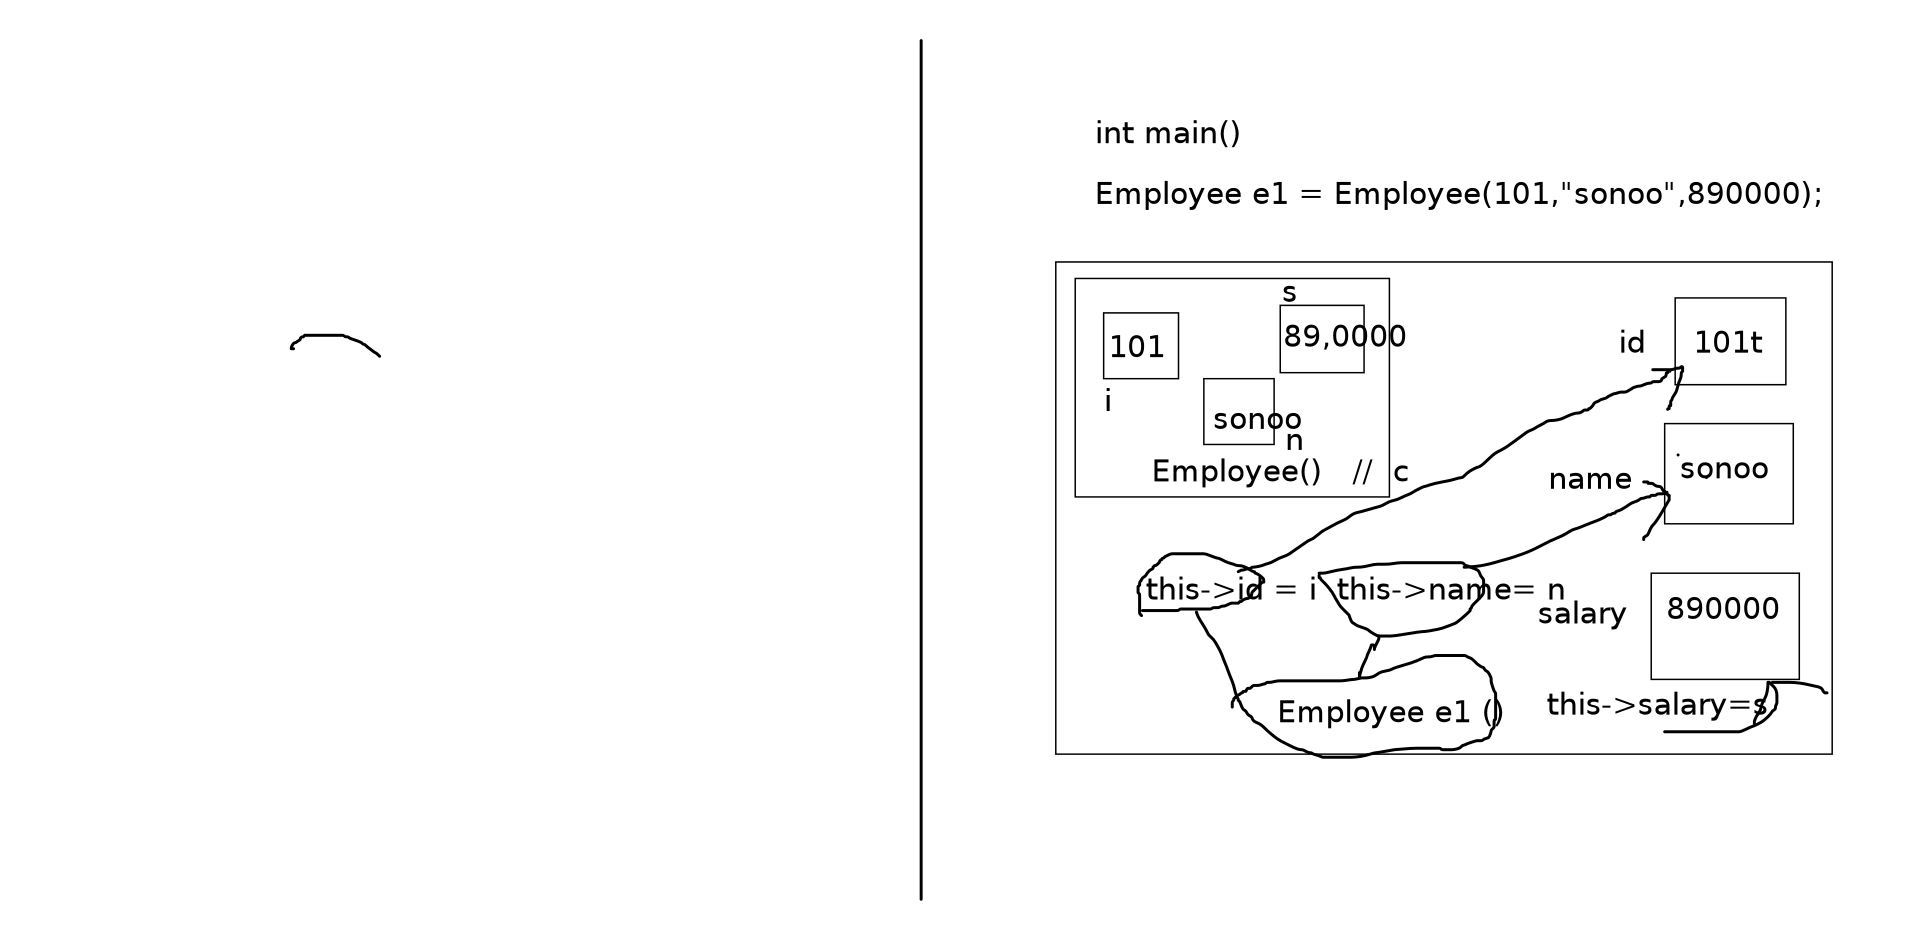 int main()
Employee e1 = Employee(101,"sonoo",890000);
s
89,0000
101
i
sonoo
n
Employee() // c
id 101t
name sonoo
this->id = i this->name= n
salary 890000
Employee e1 () this->salary=s